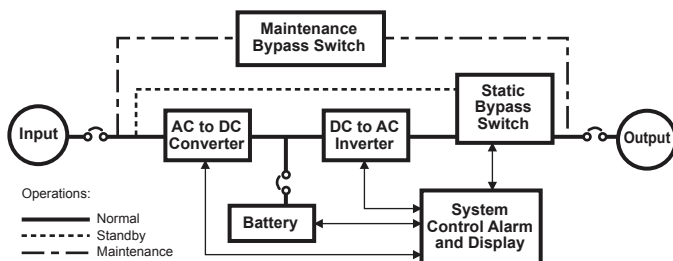 Maintenance
Bypass Switch
Static
Bypass
Switch
Input
AC to DC
Converter
DC to AC
Inverter
Output
Operations:
Normal
Standby
Maintenance
Battery
System
Control Alarm
and Display